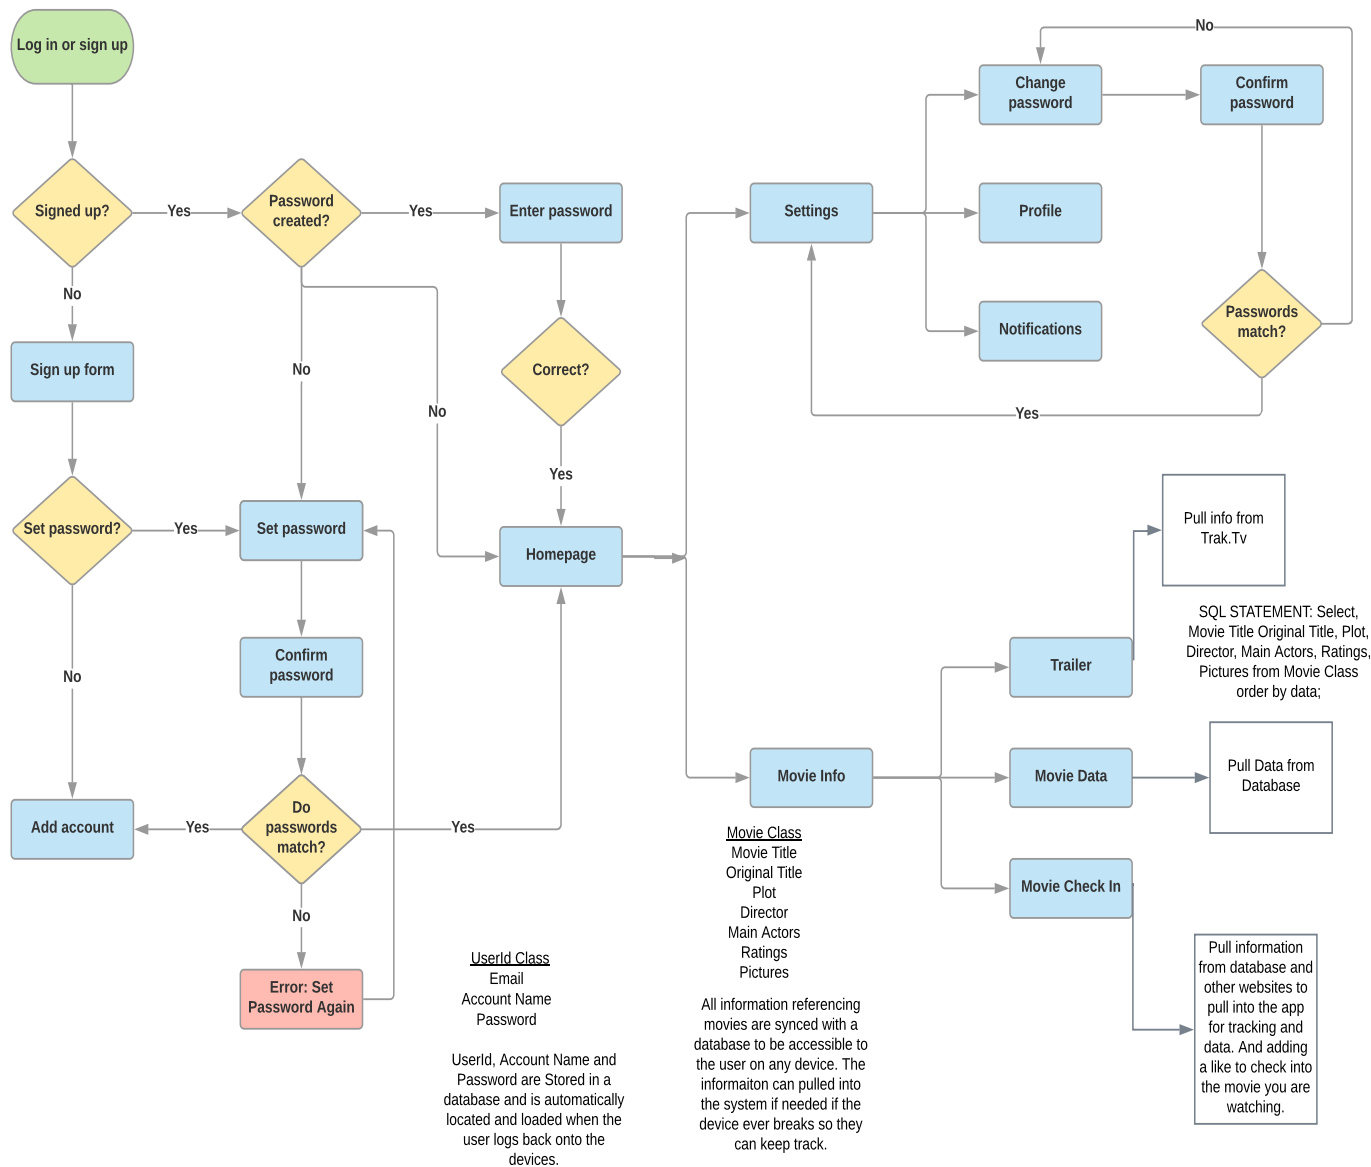 Log in or sign up
Signed up?
Yes
Password
created?
Yes
Enter password
No
Sign up form
No
No
Correct?
Yes
Set password?
Yes
Set password
Homepage
Confirm
password
No
Add account
Yes
Do
passwords
match?
Yes
No
Error: Set
Password Again
No
Change
password
Confirm
password
Settings
Profile
Notifications
Passwords
match?
Yes
Pull info from
Trak.Tv
SQL STATEMENT: Select,
Movie Title Original Title, Plot,
Director, Main Actors, Ratings,
Pictures from Movie Class
order by data;
Trailer
Movie Info
Movie Data
Pull Data from
Database
Movie Check In
Pull information
from database and
other websites to
pull into the app
for tracking and
data. And adding
a like to check into
the movie you are
watching.
Movie Class
Movie Title
Original Title
Plot
Director
Main Actors
Ratings
Pictures
All information referencing
movies are synced with a
database to be accessible to
the user on any device. The
informaiton can pulled into
the system if needed if the
device ever breaks so they
can keep track.
UserId Class
Email
Account Name
Password
UserId, Account Name and
Password are Stored in a
database and is automatically
located and loaded when the
user logs back onto the
devices.